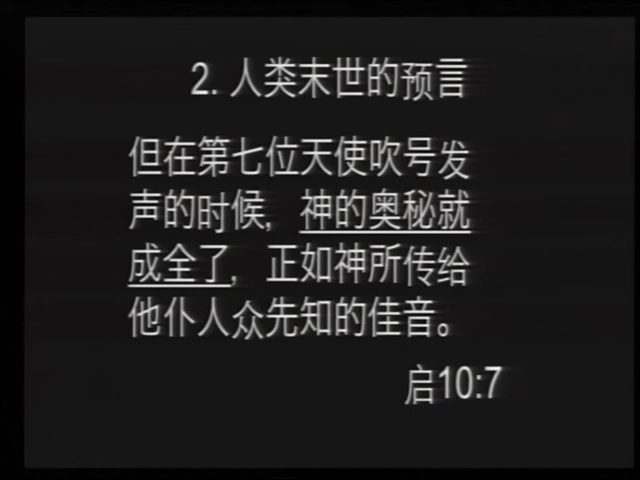 2. 人类末世的预言
但在第七位天使吹号发
声的时候, 神的奥秘就
成全了, 正如神所传给
他仆人众先知的佳音。
启10:7